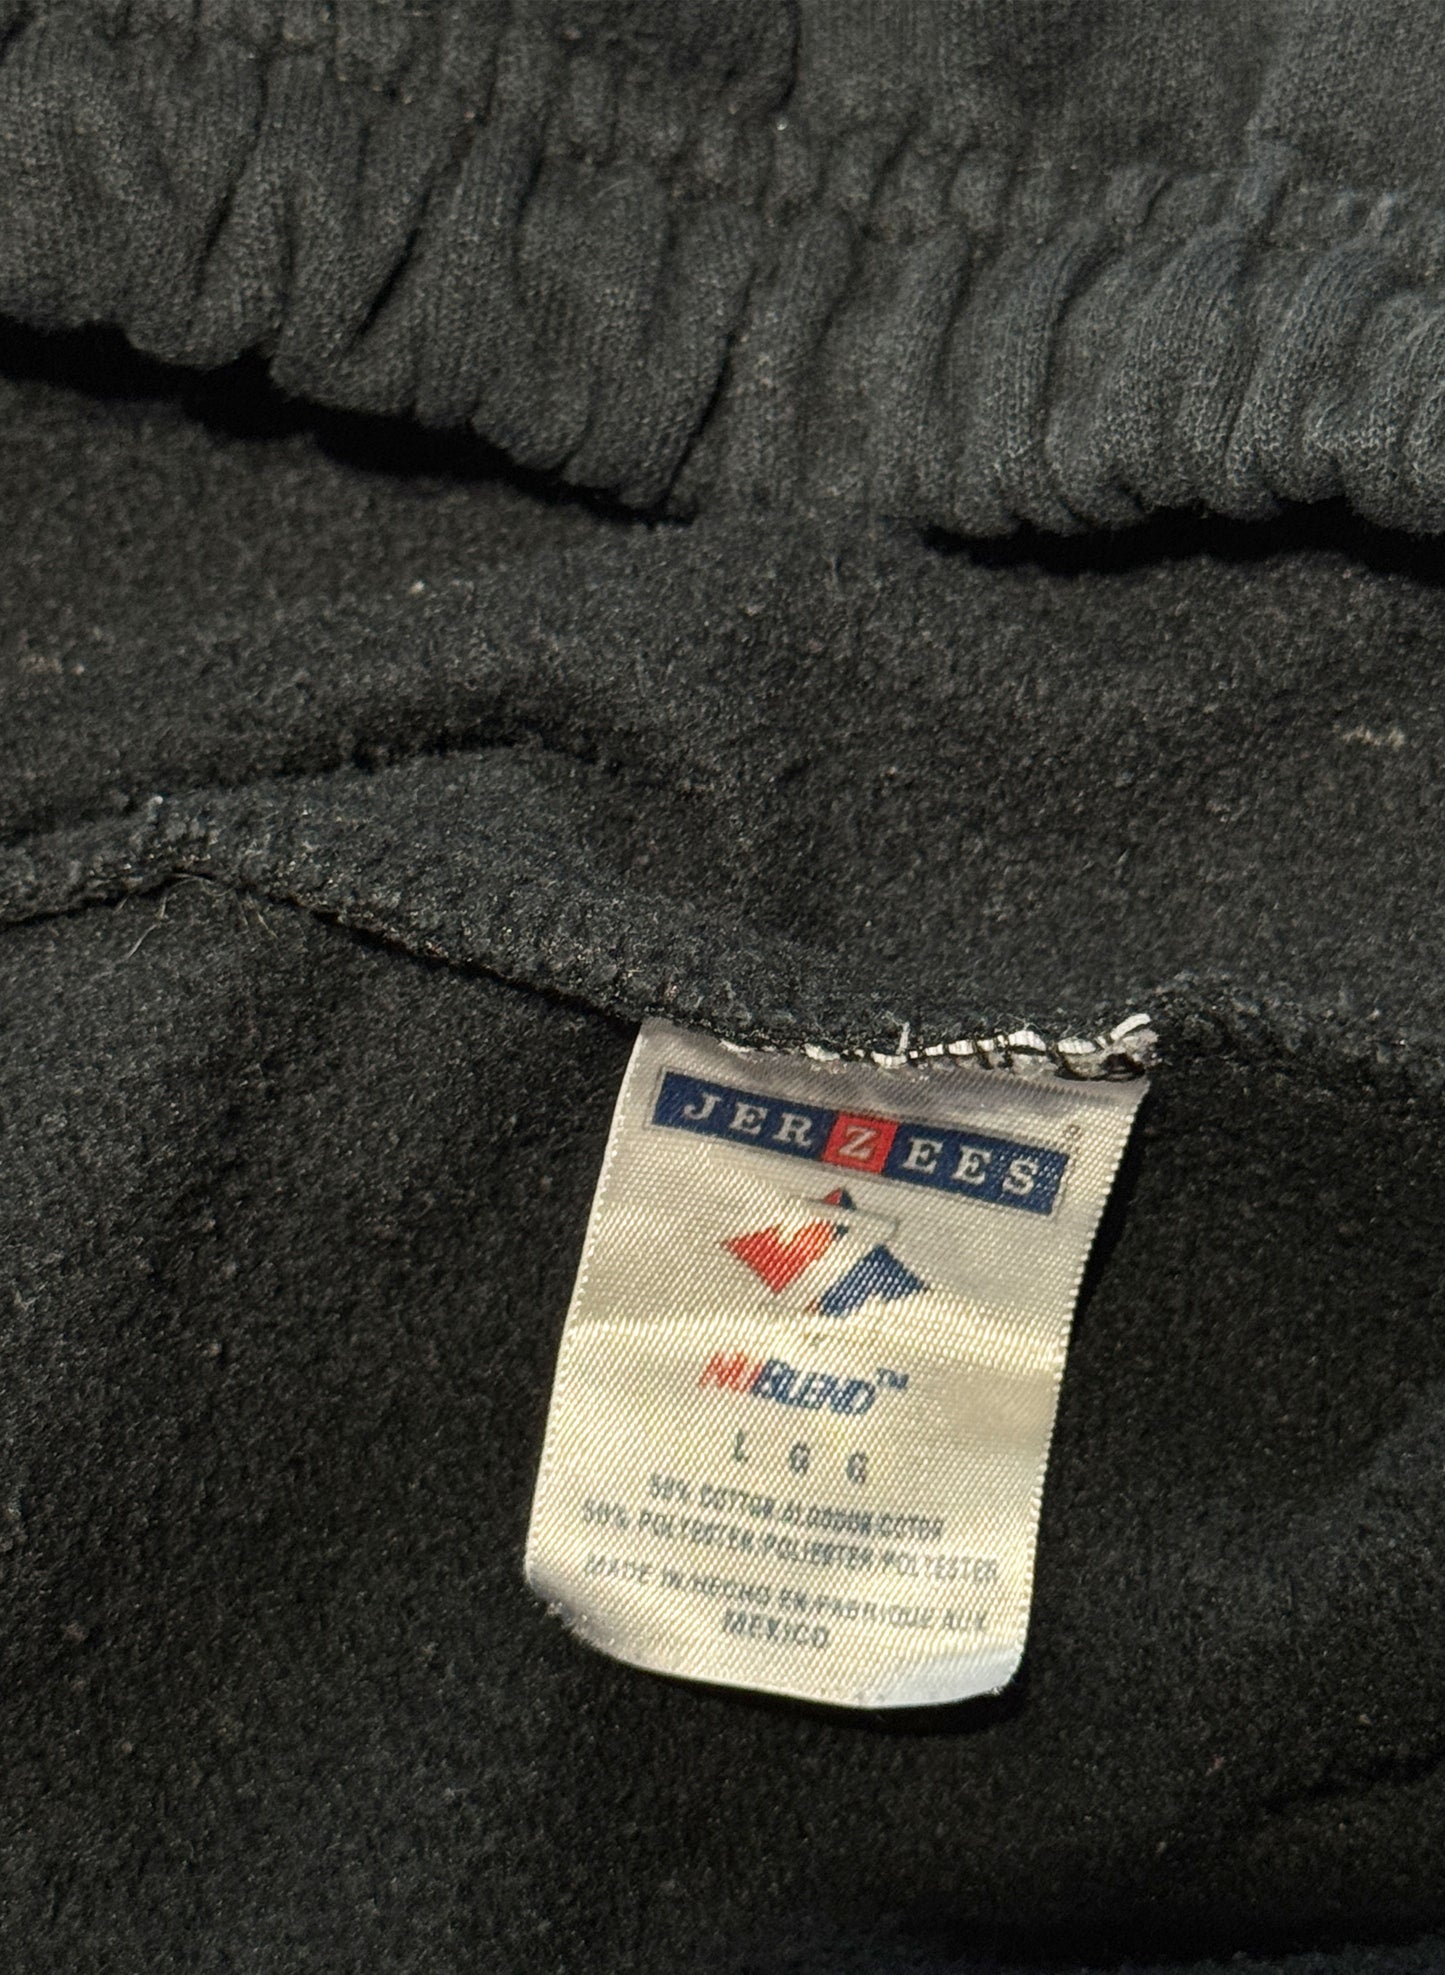 JERZEES
NUBLEND™
L G G
50% COTTON ALGODON COTON
50% POLYESTER POLIESTER POLYESTER
MADE IN HECHO EN FABRIQUE AUX
MEXICO